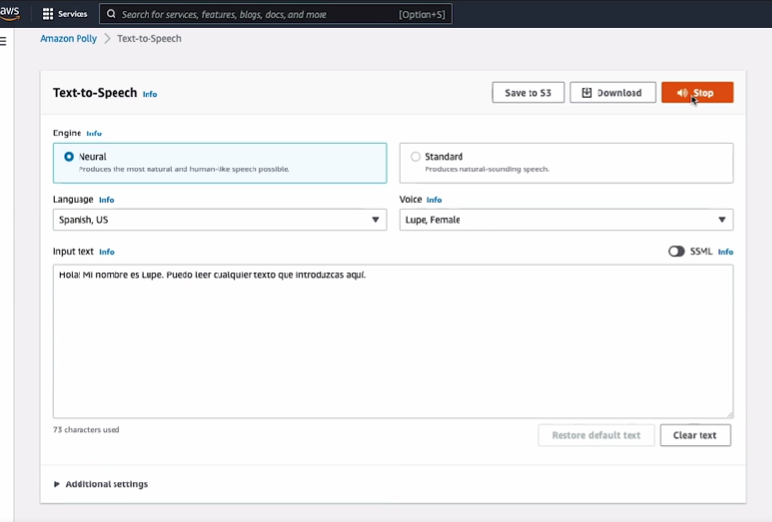 aws
Services
Search for services, features, blogs, docs, and more
[Option+S]
Amazon Polly > Text-to-Speech
Text-to-Speech Info
Save to S3
Download
Stop
Engine Info
Neural
Produces the most natural and human-like speech possible.
Standard
Produces natural-sounding speech.
Language Info
Spanish, US
Voice Info
Lupe, Female
Input text Info
SSML Info
Hola! Mi nombre es Lupe. Puedo leer cualquier texto que introduzcas aquí.
73 characters used
Restore default text
Clear text
Additional settings